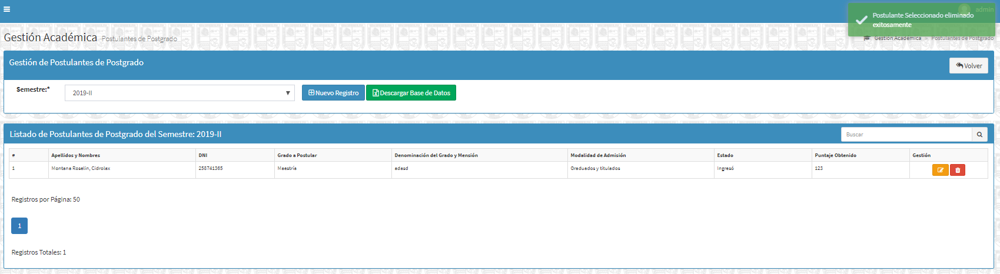 admin
Postulante Seleccionado eliminado
exitosamente
Gestión Académica Postulantes de Postgrado
Gestión Académica Postulantes de Postgrado
Gestión de Postulantes de Postgrado
Volver
Semestre:* 2019-II Nuevo Registro Descargar Base de Datos
Listado de Postulantes de Postgrado del Semestre: 2019-II Buscar
# Apellidos y Nombres DNI Grado a Postular Denominación del Grado y Mensión Modalidad de Admisión Estado Puntaje Obtenido Gestión
1 Montana Roselin, Cidrolax 258741365 Maestría adasd Graduados y titulados Ingresó 123
Registros por Página: 50
1
Registros Totales: 1